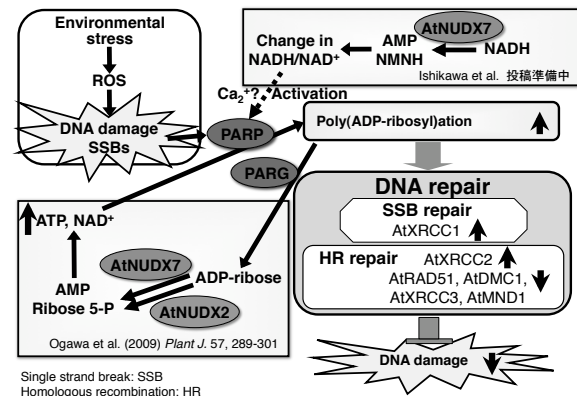 Environmental
stress
ROS
DNA damage
SSBs
Change in
NADH/NAD+
AMP
NMNH
AtNUDX7
NADH
Ishikawa et al. 投稿準備中
Ca2+? Activation
PARP
Poly(ADP-ribosyl)ation
PARG
DNA repair
SSB repair
AtXRCC1
HR repair
AtXRCC2
AtRAD51, AtDMC1,
AtXRCC3, AtMND1
ATP, NAD+
AtNUDX7
ADP-ribose
AMP
Ribose 5-P
AtNUDX2
Ogawa et al. (2009) Plant J. 57, 289-301
DNA damage
Single strand break: SSB
Homologous recombination: HR